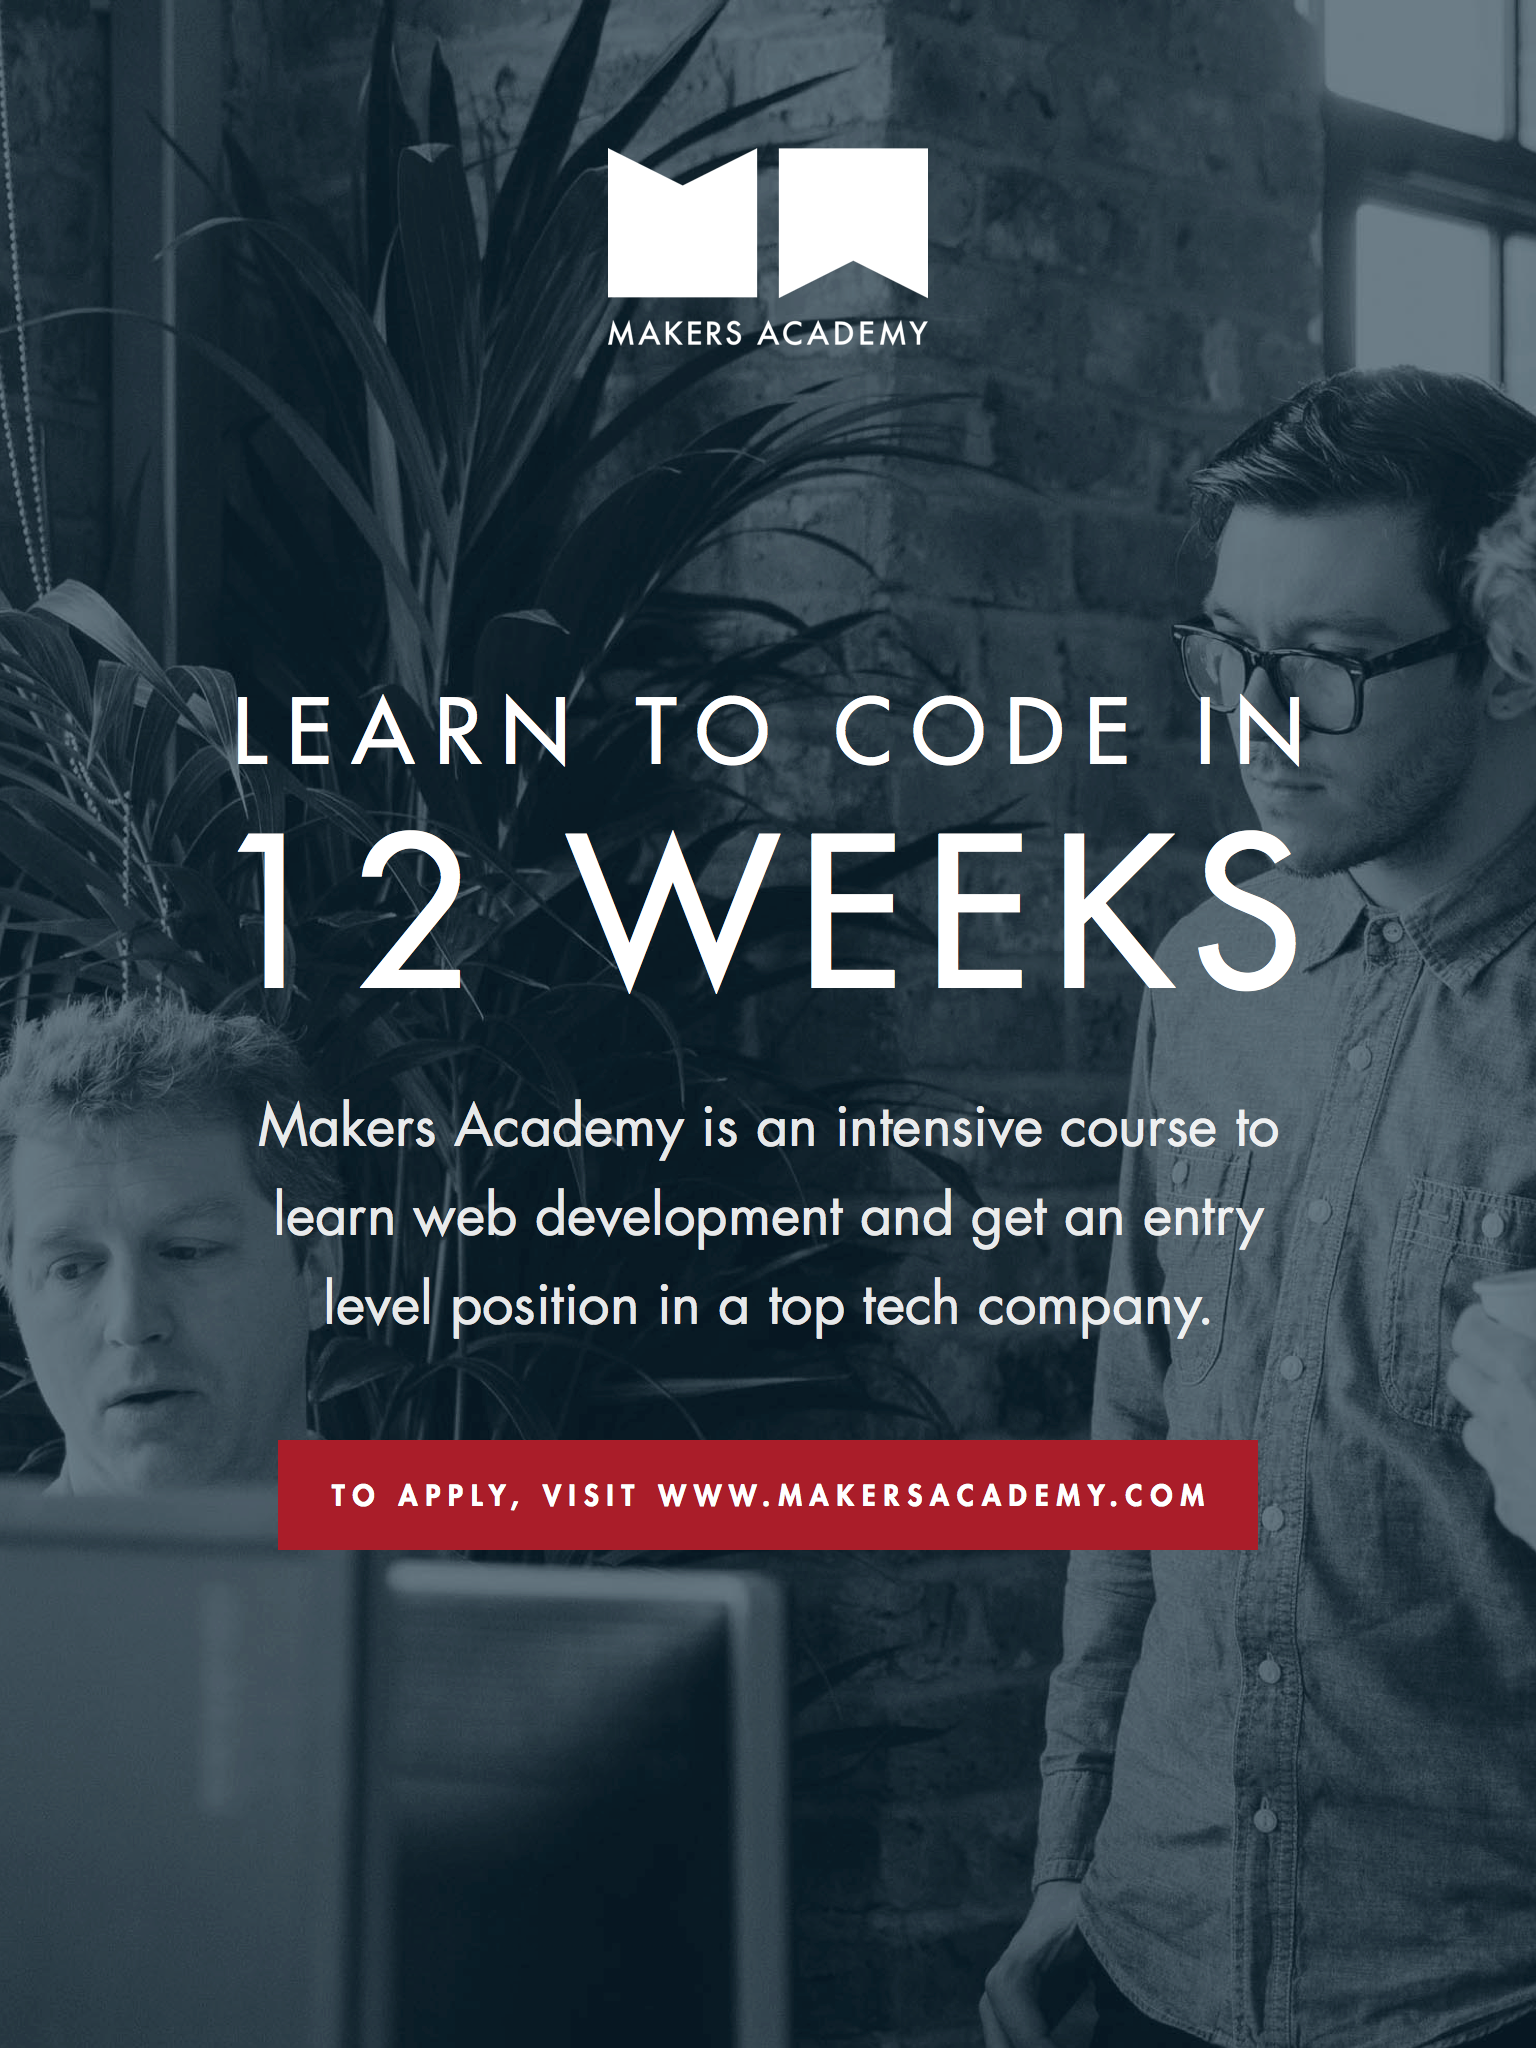 MAKERS ACADEMY
LEARN TO CODE IN
12 WEEKS
Makers Academy is an intensive course to
learn web development and get an entry
level position in a top tech company.
TO APPLY, VISIT WWW.MAKERSACADEMY.COM